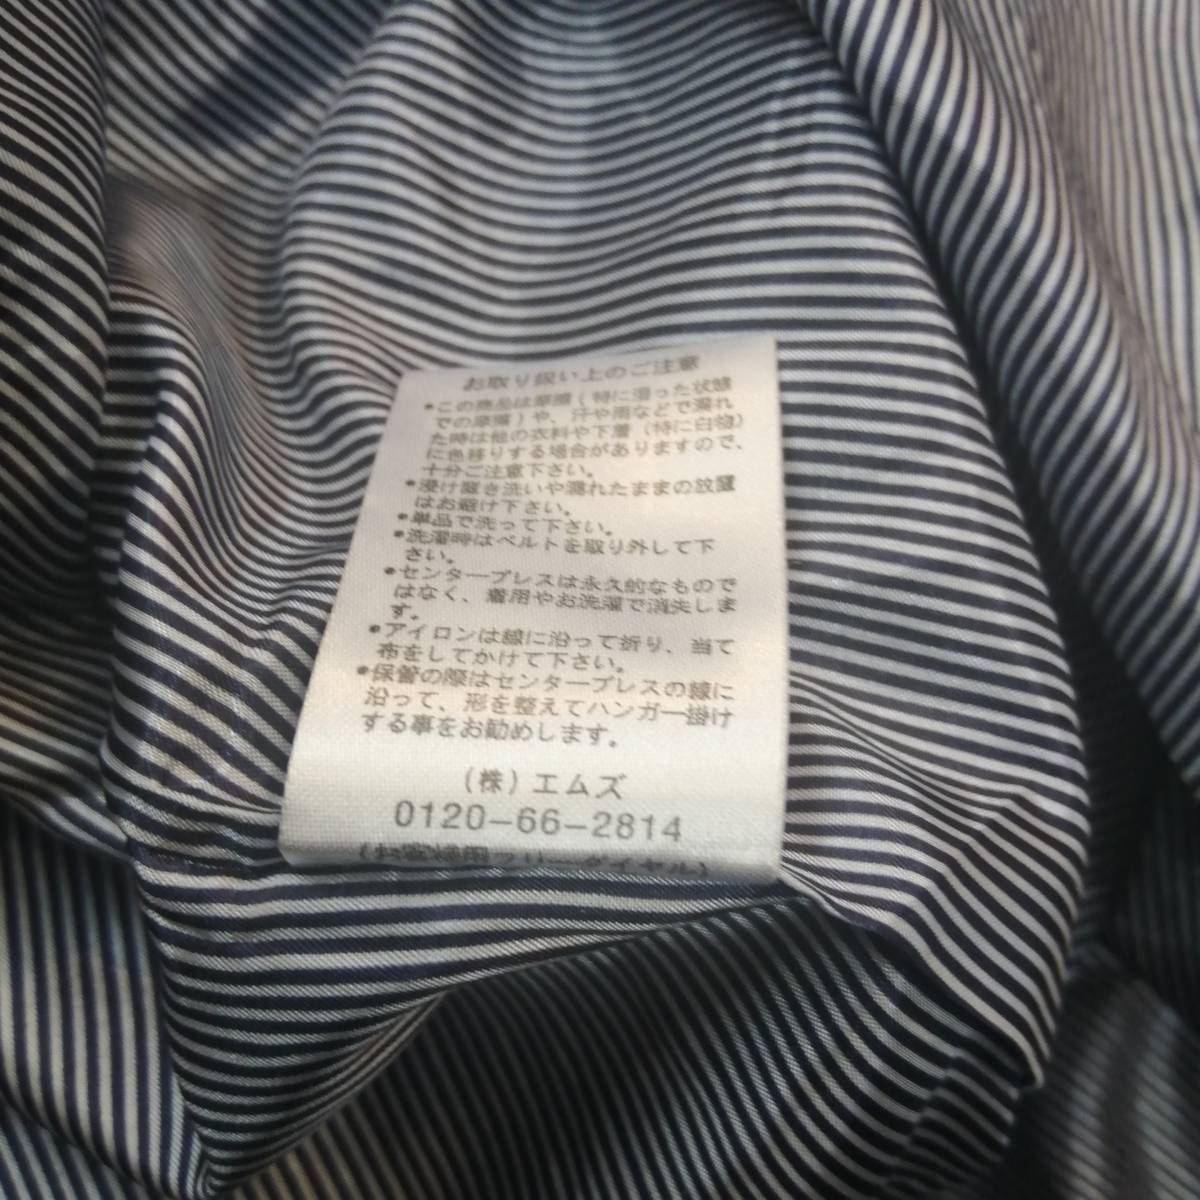 お取り扱い上のご注意
•この商品は摩擦(特に湿った状態
での摩擦)や、汗や雨などで濡れ
た時は他の衣料や下着(特に白物)
に色移りする場合がありますので、
十分ご注意下さい。
•浸け置き洗いや濡れたままの放置
はお避け下さい。
•単品で洗って下さい。
•洗濯時はベルトを取り外して下
さい。
•センタープレスは永久的なもので
はなく、着用やお洗濯で消失しま
す。
•アイロンは線に沿って折り、当て
布をしてかけて下さい。
•保管の際はセンタープレスの線に
沿って、形を整えてハンガー掛け
する事をお勧めします。
(株)エムズ
0120-66-2814
(お客様用フリーダイヤル)